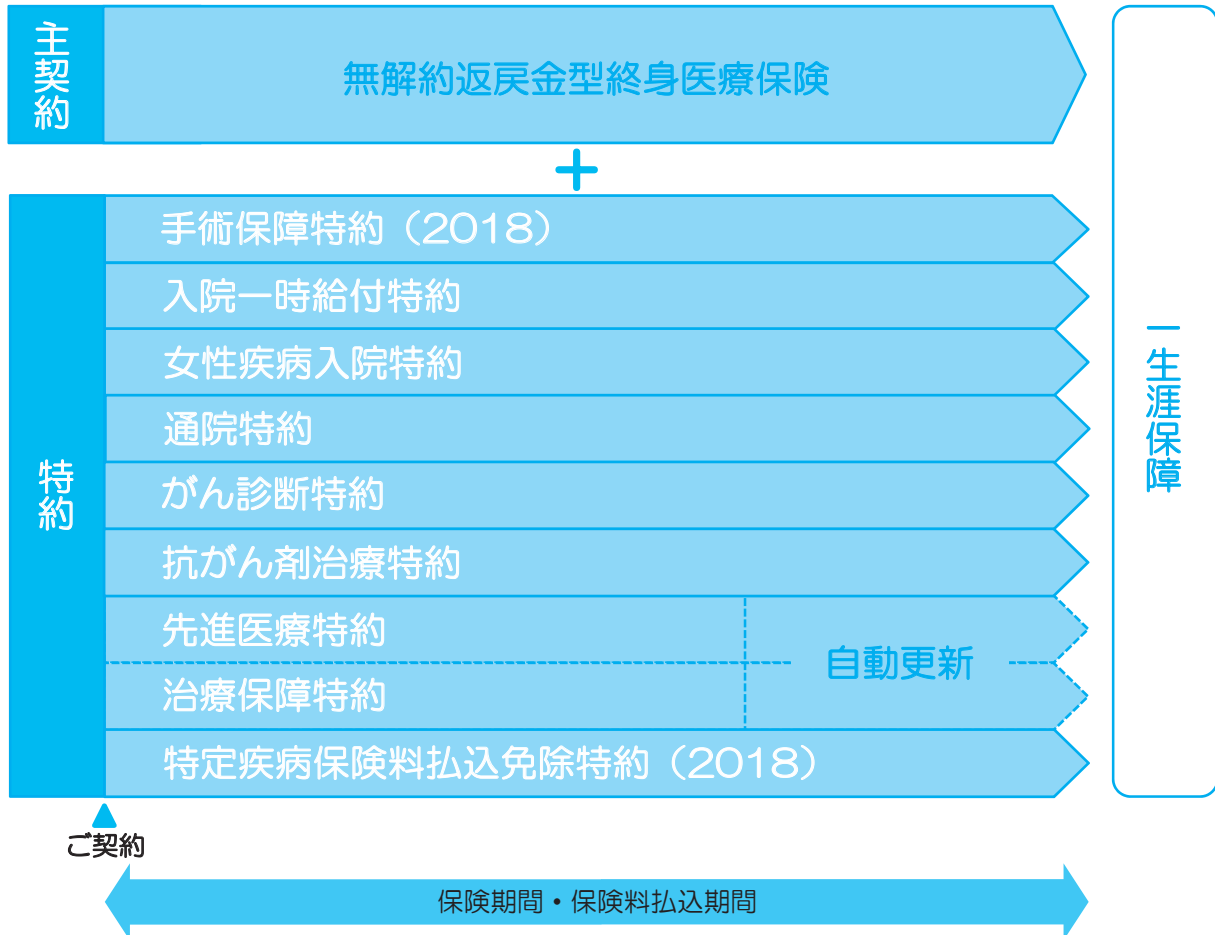 主契約
無解約返戻金型終身医療保険
+
特約
手術保障特約（2018）
入院一時給付特約
女性疾病入院特約
通院特約
がん診断特約
抗がん剤治療特約
先進医療特約
治療保障特約
自動更新
特定疾病保険料払込免除特約（2018）
一生涯保障
ご契約
保険期間・保険料払込期間